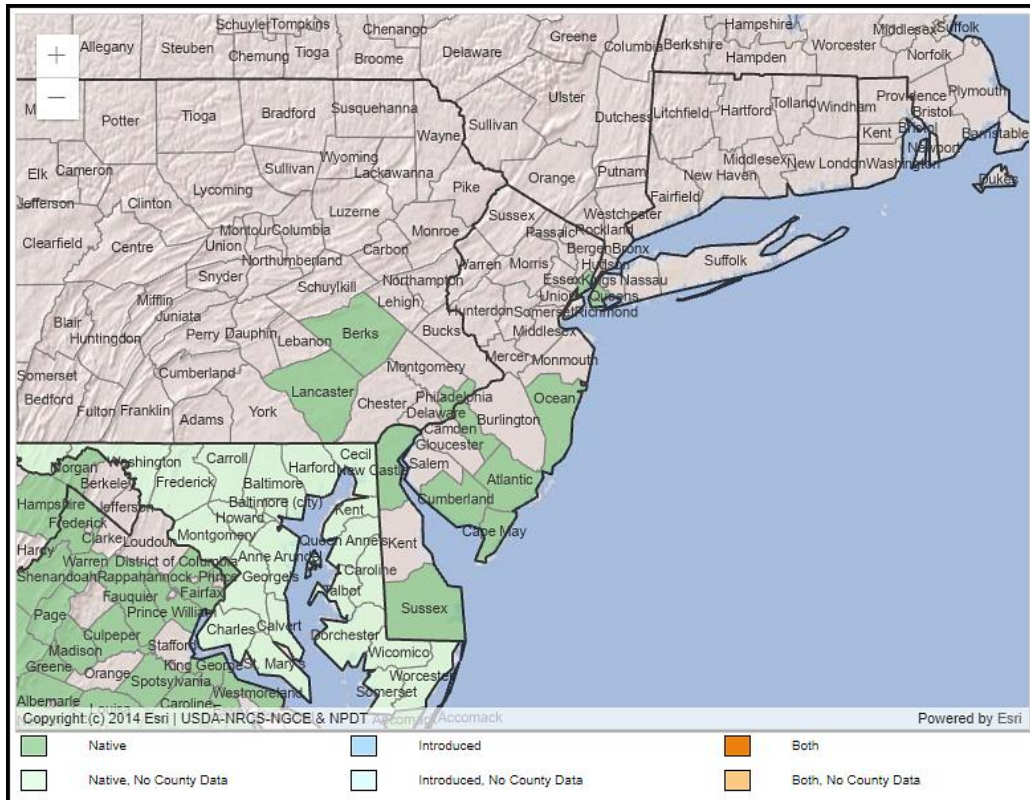 Schuyler Tompkins Chenango Greene Hampshire Middlesex Suffolk
+ Allegany Steuben Chemung Tioga Broome Delaware Columbia Berkshire Hampden Worcester Norfolk
−
Potter Tioga Bradford Susquehanna Ulster Dutchess Litchfield Hartford Tolland Windham Providence Bristol Plymouth
Wayne Sullivan Kent Bristol Barnstable
Elk Cameron Sullivan Wyoming Lackawanna Middlesex New London Washington Newport
Lycoming Pike Orange Putnam Fairfield New Haven Dukes
Jefferson Clinton Luzerne Sussex Westchester
Clearfield Centre Union Montour Columbia Monroe Passaic Rockland
Northumberland Carbon Bergen Bronx Suffolk
Snyder Warren Morris Hudson
Schuylkill Northampton Essex Kings Nassau
Mifflin Lehigh Union Queens
Juniata Hunterdon Somerset Richmond
Blair Huntingdon Perry Dauphin Lebanon Berks Bucks Middlesex
Somerset Cumberland Montgomery Mercer Monmouth
Bedford Lancaster Philadelphia Ocean
Fulton Franklin Adams York Chester Delaware Burlington
Camden
Gloucester
Morgan Washington Carroll Harford Cecil New Castle Salem
Berkeley Frederick Baltimore Atlantic
Hampshire Jefferson Baltimore (city) Kent Cumberland
Frederick Howard
Clarke Loudoun Montgomery Queen Anne's Kent Cape May
Hardy Warren District of Columbia Anne Arundel
Shenandoah Rappahannock Prince George's Caroline
Fauquier Fairfax Talbot
Page Prince William Sussex
Culpeper Charles Calvert Dorchester
Madison Stafford Wicomico
Greene Orange King George St. Mary's Worcester
Spotsylvania Somerset
Albemarle Louisa Caroline Westmoreland
Copyright:(c) 2014 Esri | USDA-NRCS-NGCE & NPDT Accomack Accomack Powered by Esri
Native Introduced Both
Native, No County Data Introduced, No County Data Both, No County Data